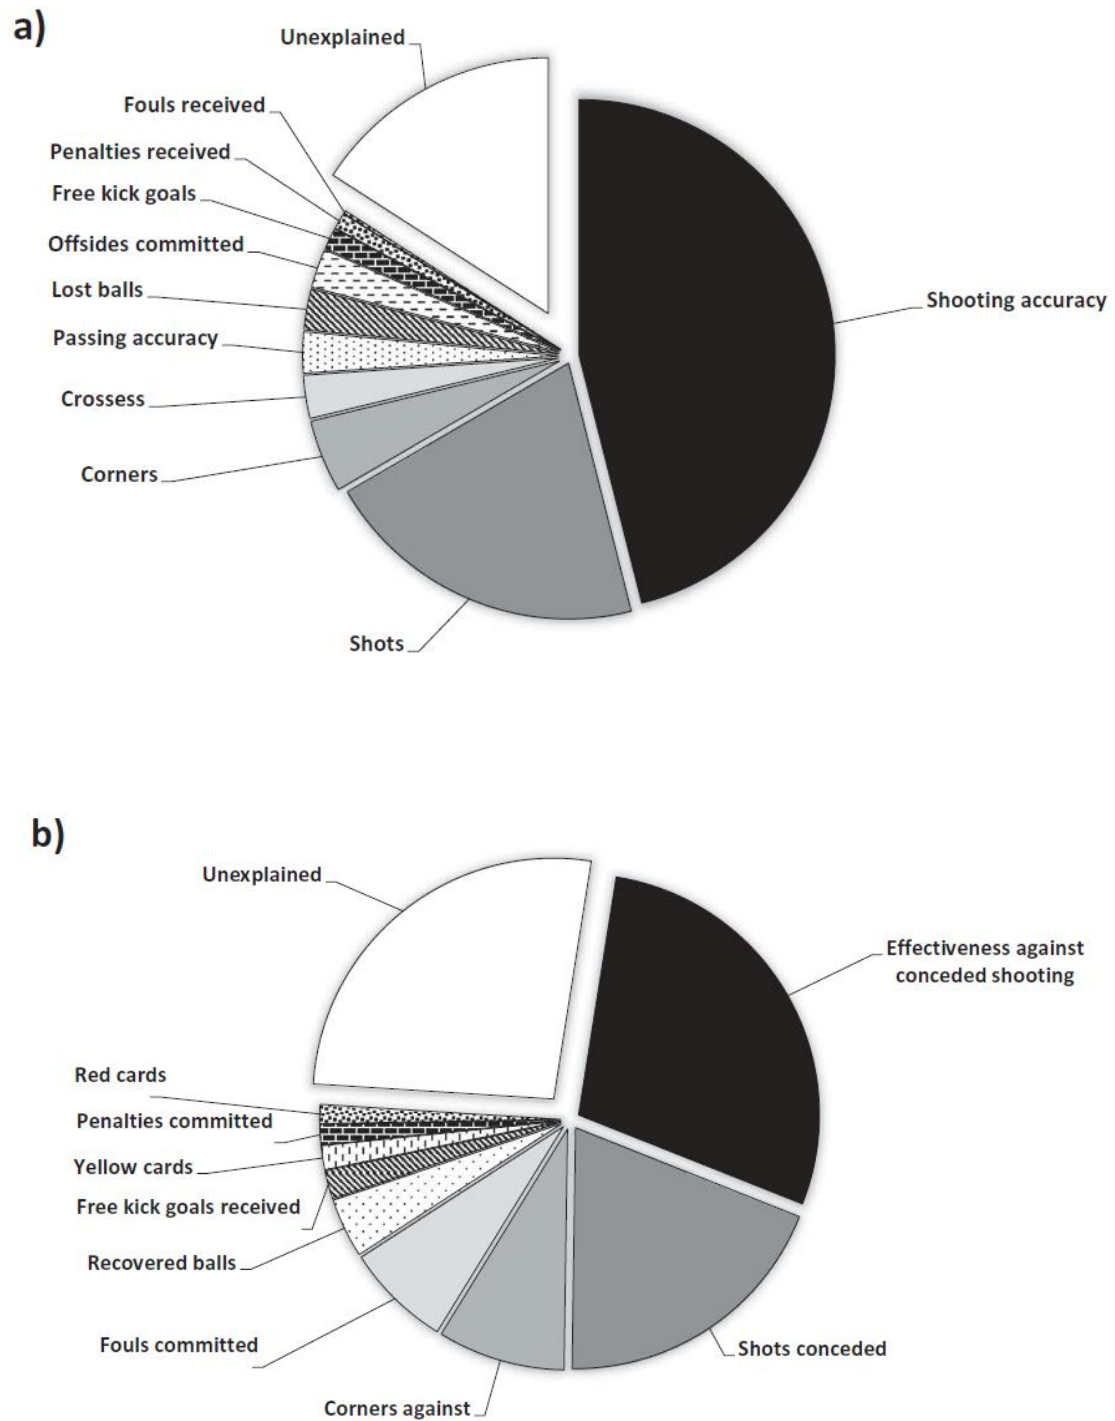 a)
Unexplained
Fouls received
Penalties received
Free kick goals
Offsides committed
Lost balls
Passing accuracy
Crossess
Corners
Shots
Shooting accuracy
b)
Unexplained
Effectiveness against
conceded shooting
Red cards
Penalties committed
Yellow cards
Free kick goals received
Recovered balls
Fouls committed
Corners against
Shots conceded